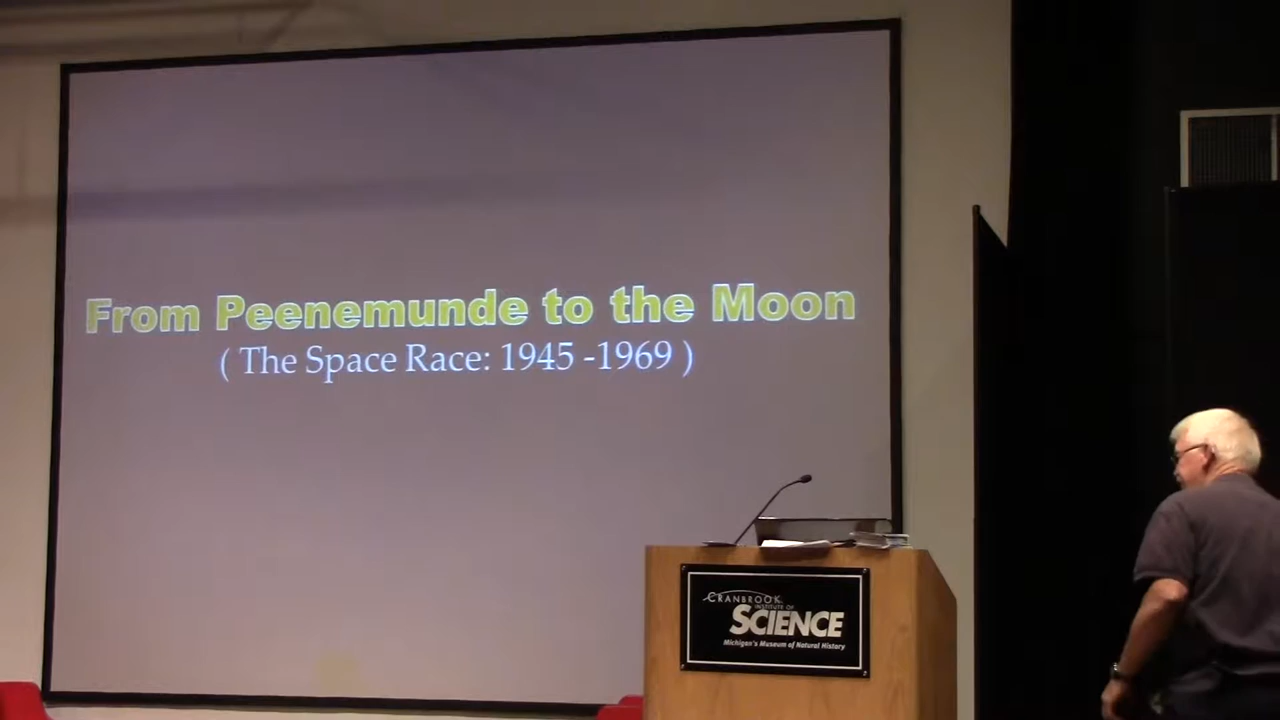 From Peenemunde to the Moon
( The Space Race: 1945 -1969 )
CRANBROOK
INSTITUTE OF
SCIENCE
Michigan's Museum of Natural History